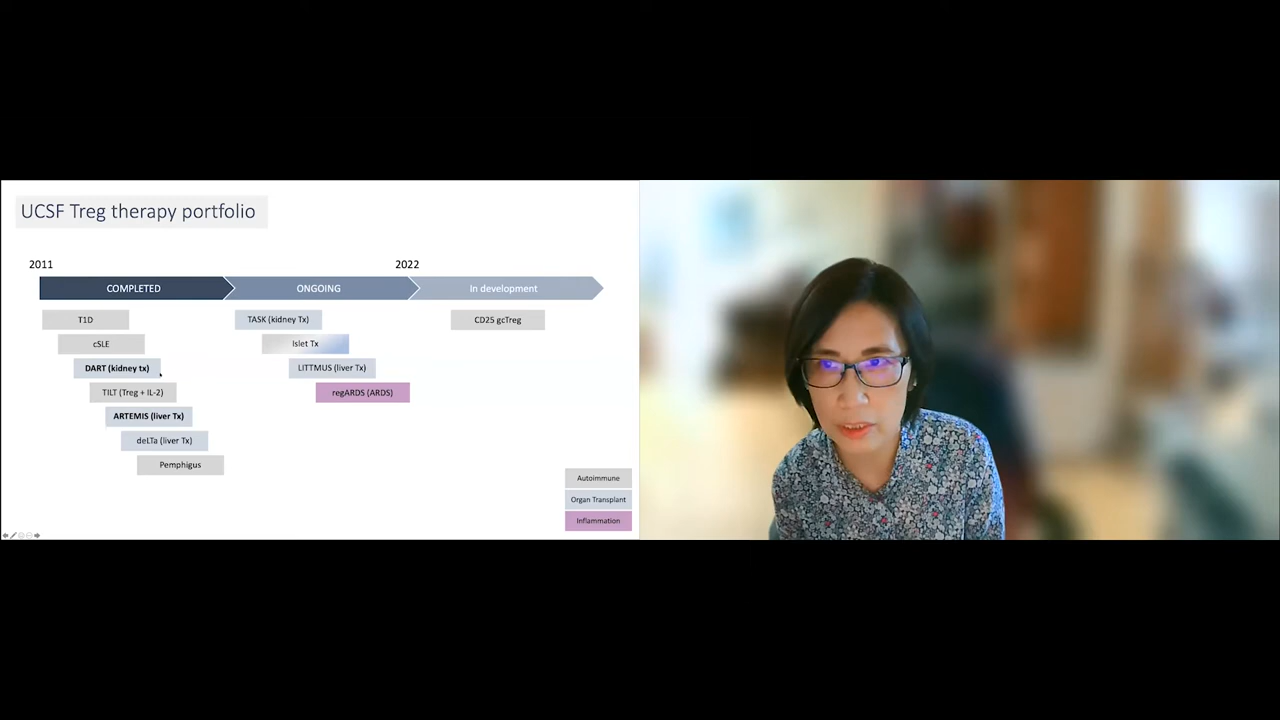 UCSF Treg therapy portfolio
2011
2022
COMPLETED
ONGOING
In development
T1D
TASK (kidney Tx)
CD25 gcTreg
cSLE
Islet Tx
DART (kidney tx)
LITTMUS (liver Tx)
TILT (Treg + IL-2)
regARDS (ARDS)
ARTEMIS (liver Tx)
deLTa (liver Tx)
Pemphigus
Autoimmune
Organ Transplant
Inflammation